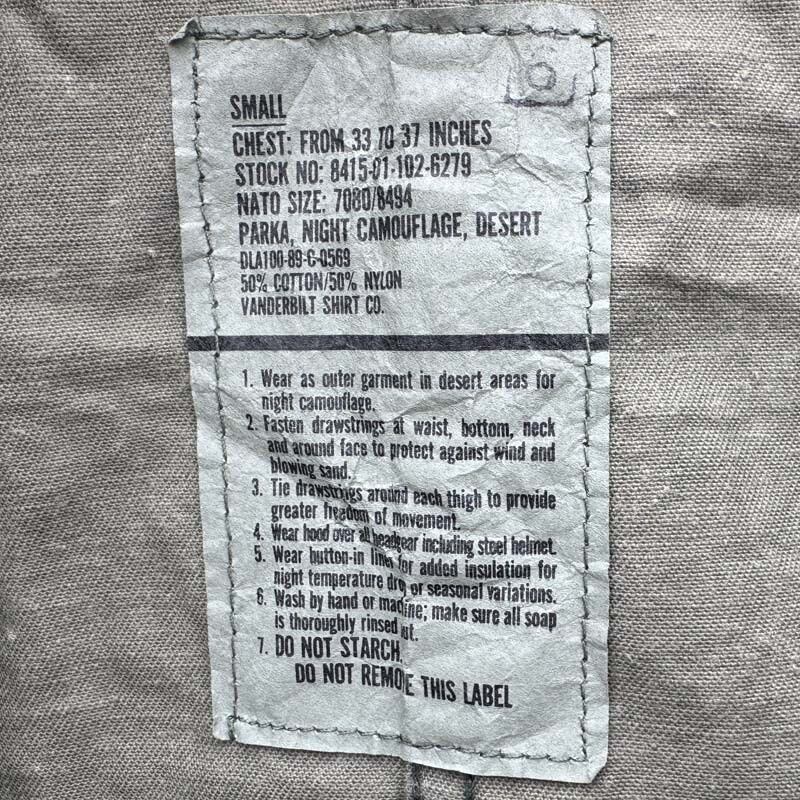 SMALL
CHEST: FROM 33 TO 37 INCHES
STOCK NO: 8415-01-102-6279
NATO SIZE: 7080/8494
PARKA, NIGHT CAMOUFLAGE, DESERT
DLA100-89-C-0569
50% COTTON/50% NYLON
VANDERBILT SHIRT CO.
1. Wear as outer garment in desert areas for
night camouflage.
2. Fasten drawstrings at waist, bottom, neck
and around face to protect against wind and
blowing sand.
3. Tie drawstrings around each thigh to provide
greater freedom of movement.
4. Wear hood over all headgear including steel helmet.
5. Wear button-in liner for added insulation for
night temperature drop or seasonal variations.
6. Wash by hand or machine; make sure all soap
is thoroughly rinsed out.
7. DO NOT STARCH.
DO NOT REMOVE THIS LABEL